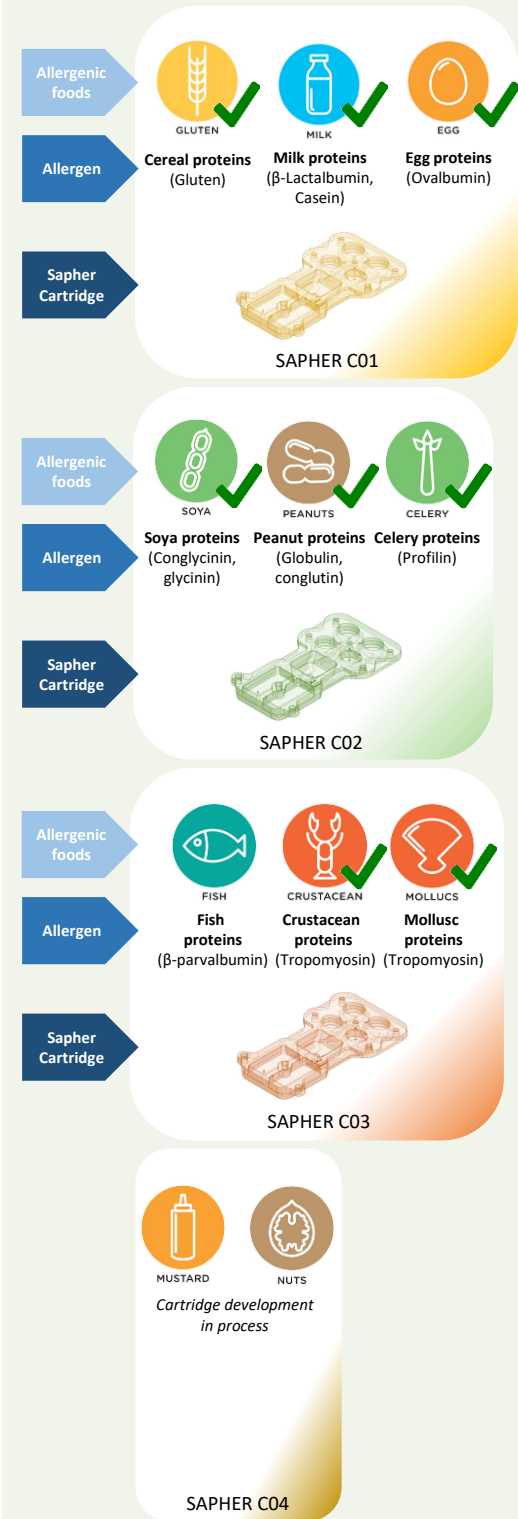 Allergenic
foods
GLUTEN
MILK
EGG
Allergen
Cereal proteins
(Gluten)
Milk proteins
(β-Lactalbumin,
Casein)
Egg proteins
(Ovalbumin)
Sapher
Cartridge
SAPHER C01
Allergenic
foods
SOYA
PEANUTS
CELERY
Allergen
Soya proteins
(Conglycinin,
glycinin)
Peanut proteins
(Globulin,
conglutin)
Celery proteins
(Profilin)
Sapher
Cartridge
SAPHER C02
Allergenic
foods
FISH
CRUSTACEAN
MOLLUCS
Allergen
Fish
proteins
(β-parvalbumin)
Crustacean
proteins
(Tropomyosin)
Mollusc
proteins
(Tropomyosin)
Sapher
Cartridge
SAPHER C03
MUSTARD
NUTS
Cartridge development
in process
SAPHER C04